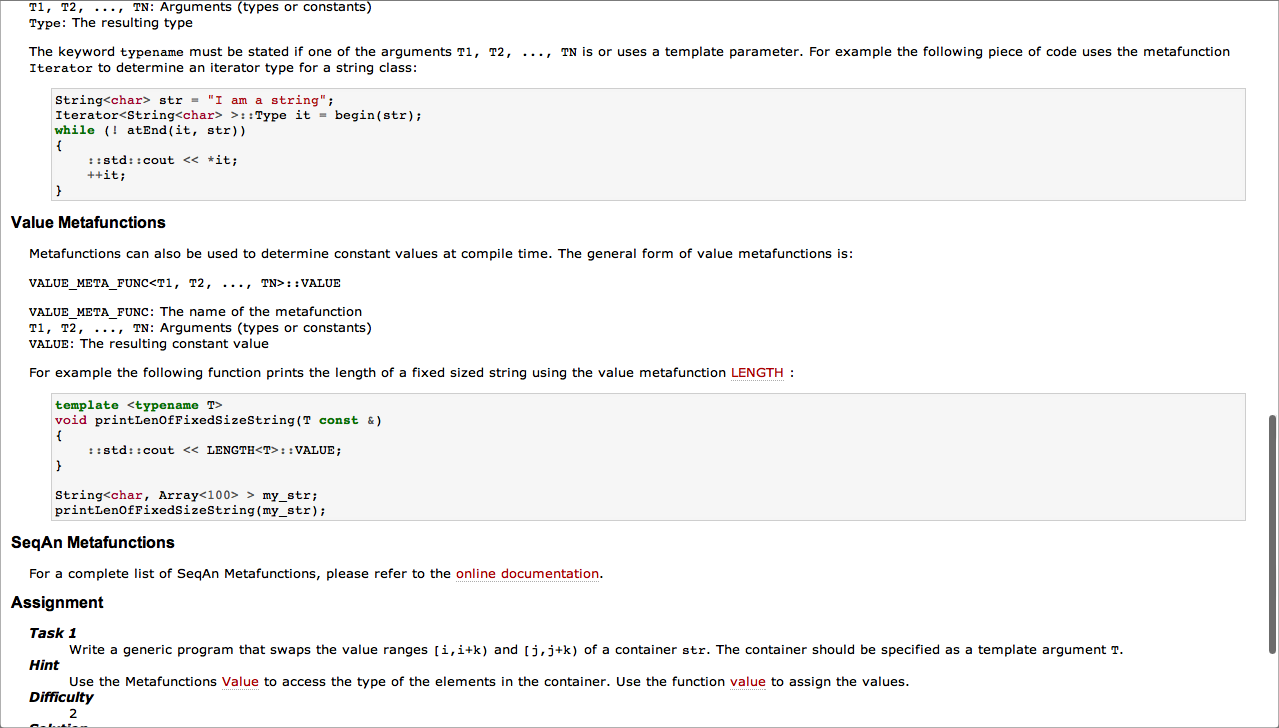 T1, T2, ..., TN: Arguments (types or constants)
Type: The resulting type
The keyword typename must be stated if one of the arguments T1, T2, ..., TN is or uses a template parameter. For example the following piece of code uses the metafunction
Iterator to determine an iterator type for a string class:
String<char> str = "I am a string";
Iterator<String<char> >::Type it = begin(str);
while (! atEnd(it, str))
{
    ::std::cout << *it;
    ++it;
}
Value Metafunctions
Metafunctions can also be used to determine constant values at compile time. The general form of value metafunctions is:
VALUE_META_FUNC<T1, T2, ..., TN>::VALUE
VALUE_META_FUNC: The name of the metafunction
T1, T2, ..., TN: Arguments (types or constants)
VALUE: The resulting constant value
For example the following function prints the length of a fixed sized string using the value metafunction LENGTH :
template <typename T>
void printLenOfFixedSizeString(T const &)
{
    ::std::cout << LENGTH<T>::VALUE;
}
String<char, Array<100> > my_str;
printLenOfFixedSizeString(my_str);
SeqAn Metafunctions
For a complete list of SeqAn Metafunctions, please refer to the online documentation.
Assignment
Task 1
Write a generic program that swaps the value ranges [i,i+k) and [j,j+k) of a container str. The container should be specified as a template argument T.
Hint
Use the Metafunctions Value to access the type of the elements in the container. Use the function value to assign the values.
Difficulty
2